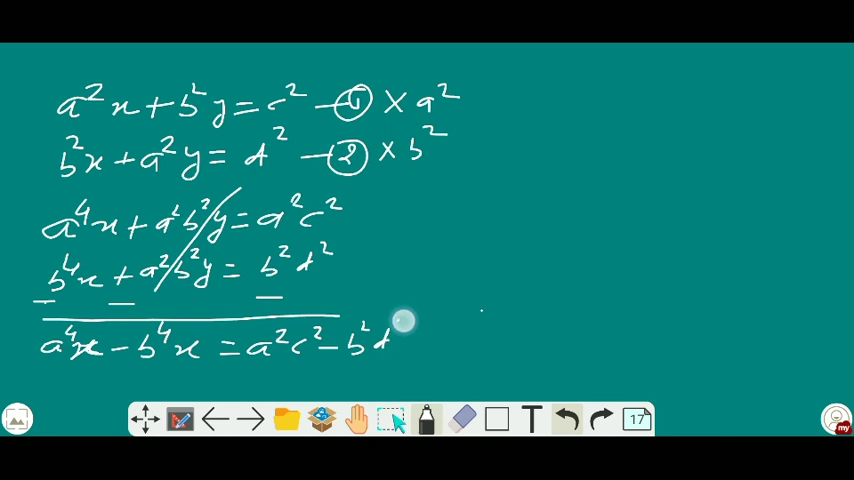 a²x + b²y = c² — ① × a²
b²x + a²y = d² — ② × b²
a⁴x + a²b²y = a²c²
b⁴x + a²b²y = b²d²
a⁴x - b⁴x = a²c² - b²d
17
my